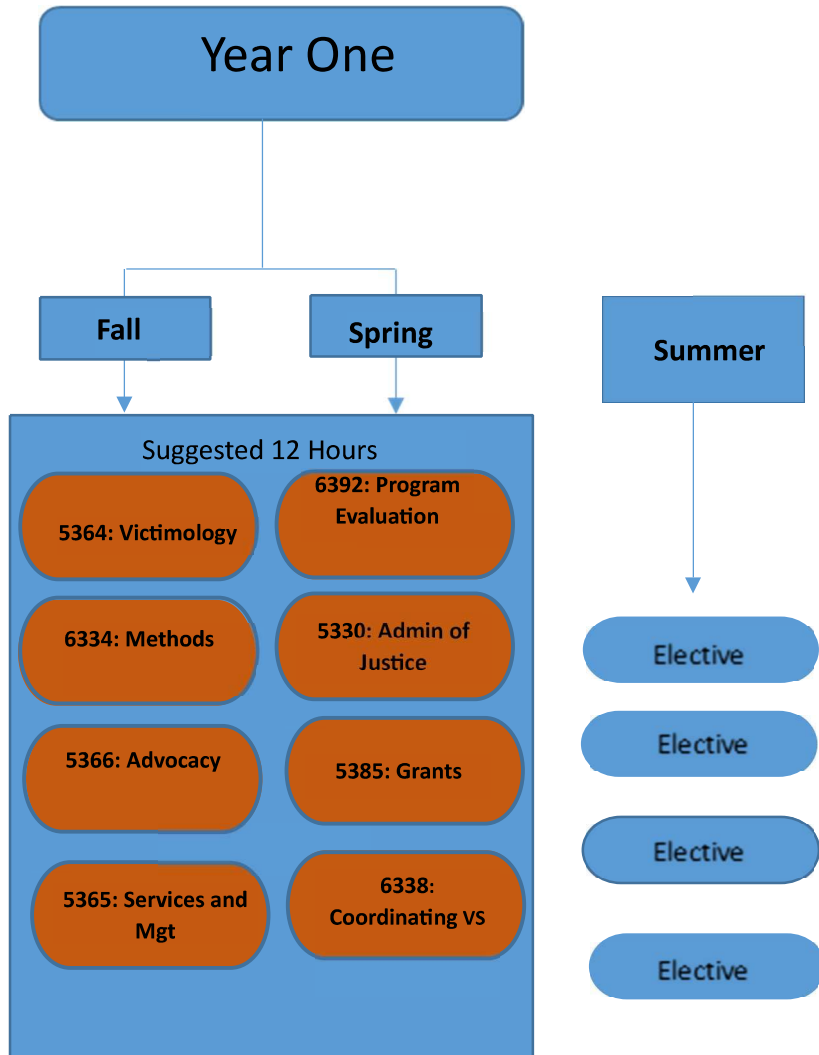 Year One
Fall
Spring
Summer
Suggested 12 Hours
5364: Victimology
6392: Program
Evaluation
6334: Methods
5330: Admin of
Justice
5366: Advocacy
5385: Grants
5365: Services and
Mgt
6338:
Coordinating VS
Elective
Elective
Elective
Elective